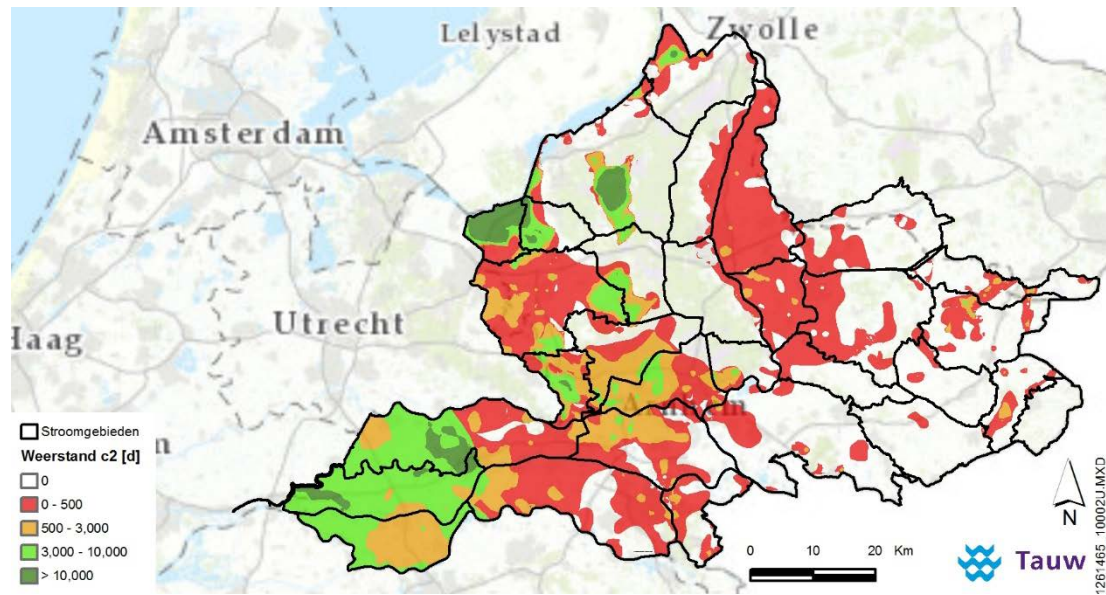 Lelystad
Zwolle
Amsterdam
Utrecht
Haag
Arnhem
Stroomgebieden
Weerstand c2 [d]
0
0 - 500
500 - 3,000
3,000 - 10,000
> 10,000
N
0 10 20 Km
Tauw
1261465 10002U.MXD